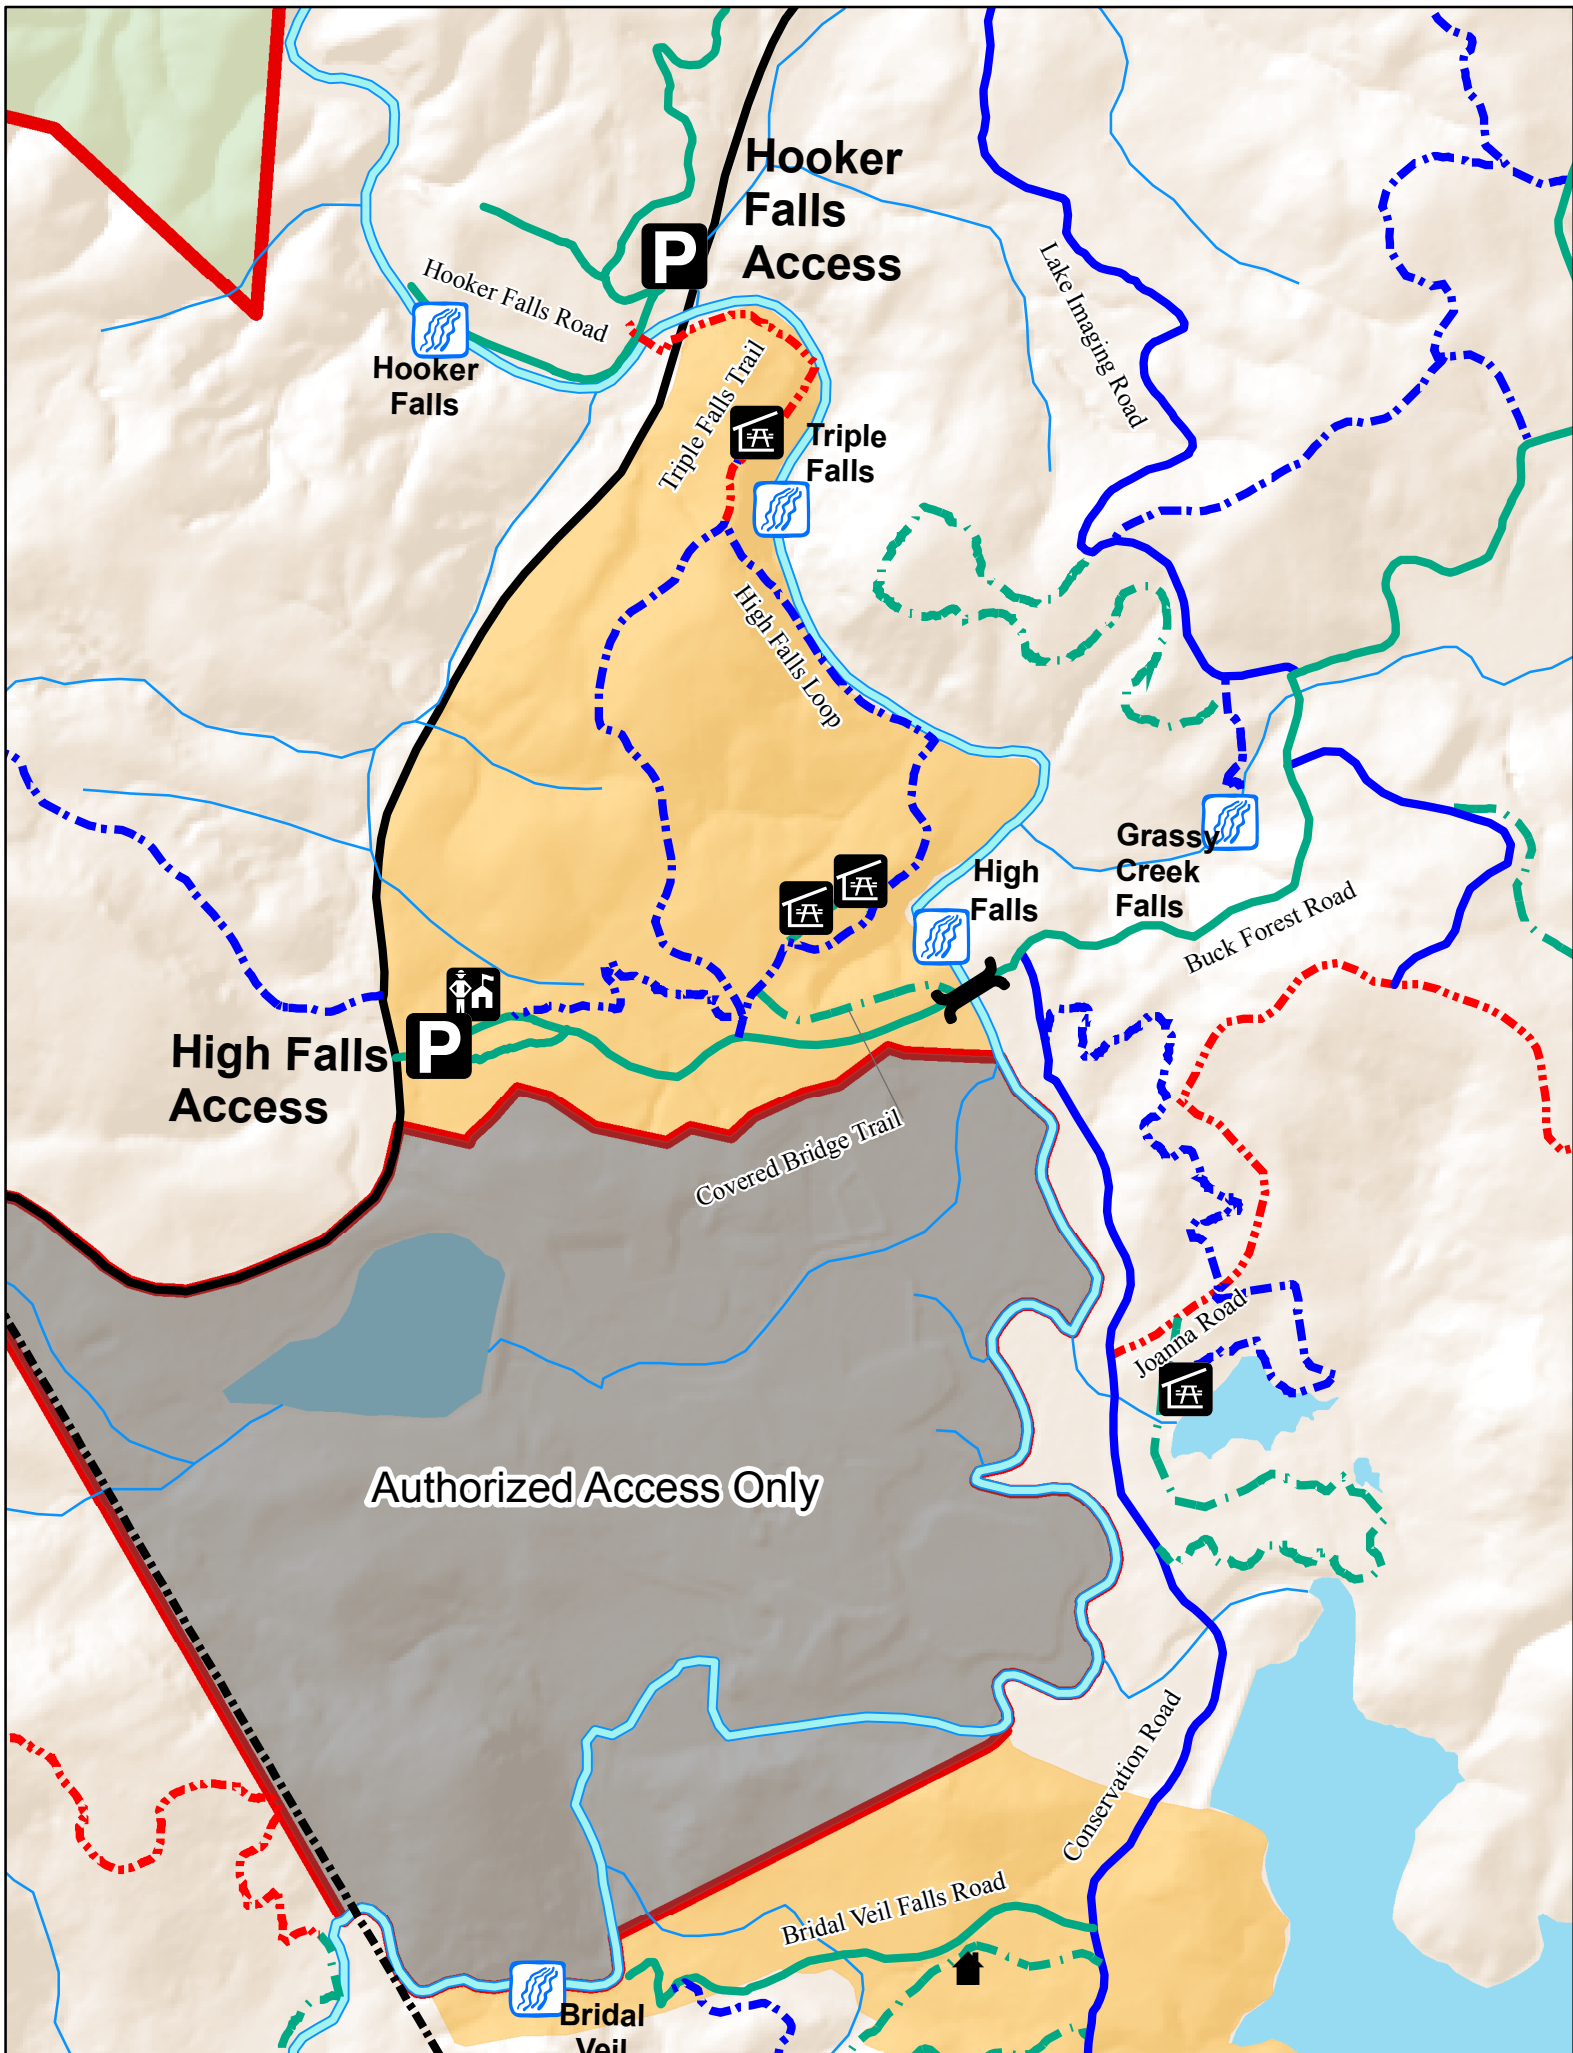 Hooker
Falls
Access
P
Hooker Falls Road
Lake Imaging Road
Hooker
Falls
Triple Falls Trail
Triple
Falls
High Falls Loop
Grassy
Creek
Falls
High
Falls
Buck Forest Road
High Falls
Access
P
Covered Bridge Trail
Joanna Road
Authorized Access Only
Conservation Road
Bridal Veil Falls Road
Bridal
Veil